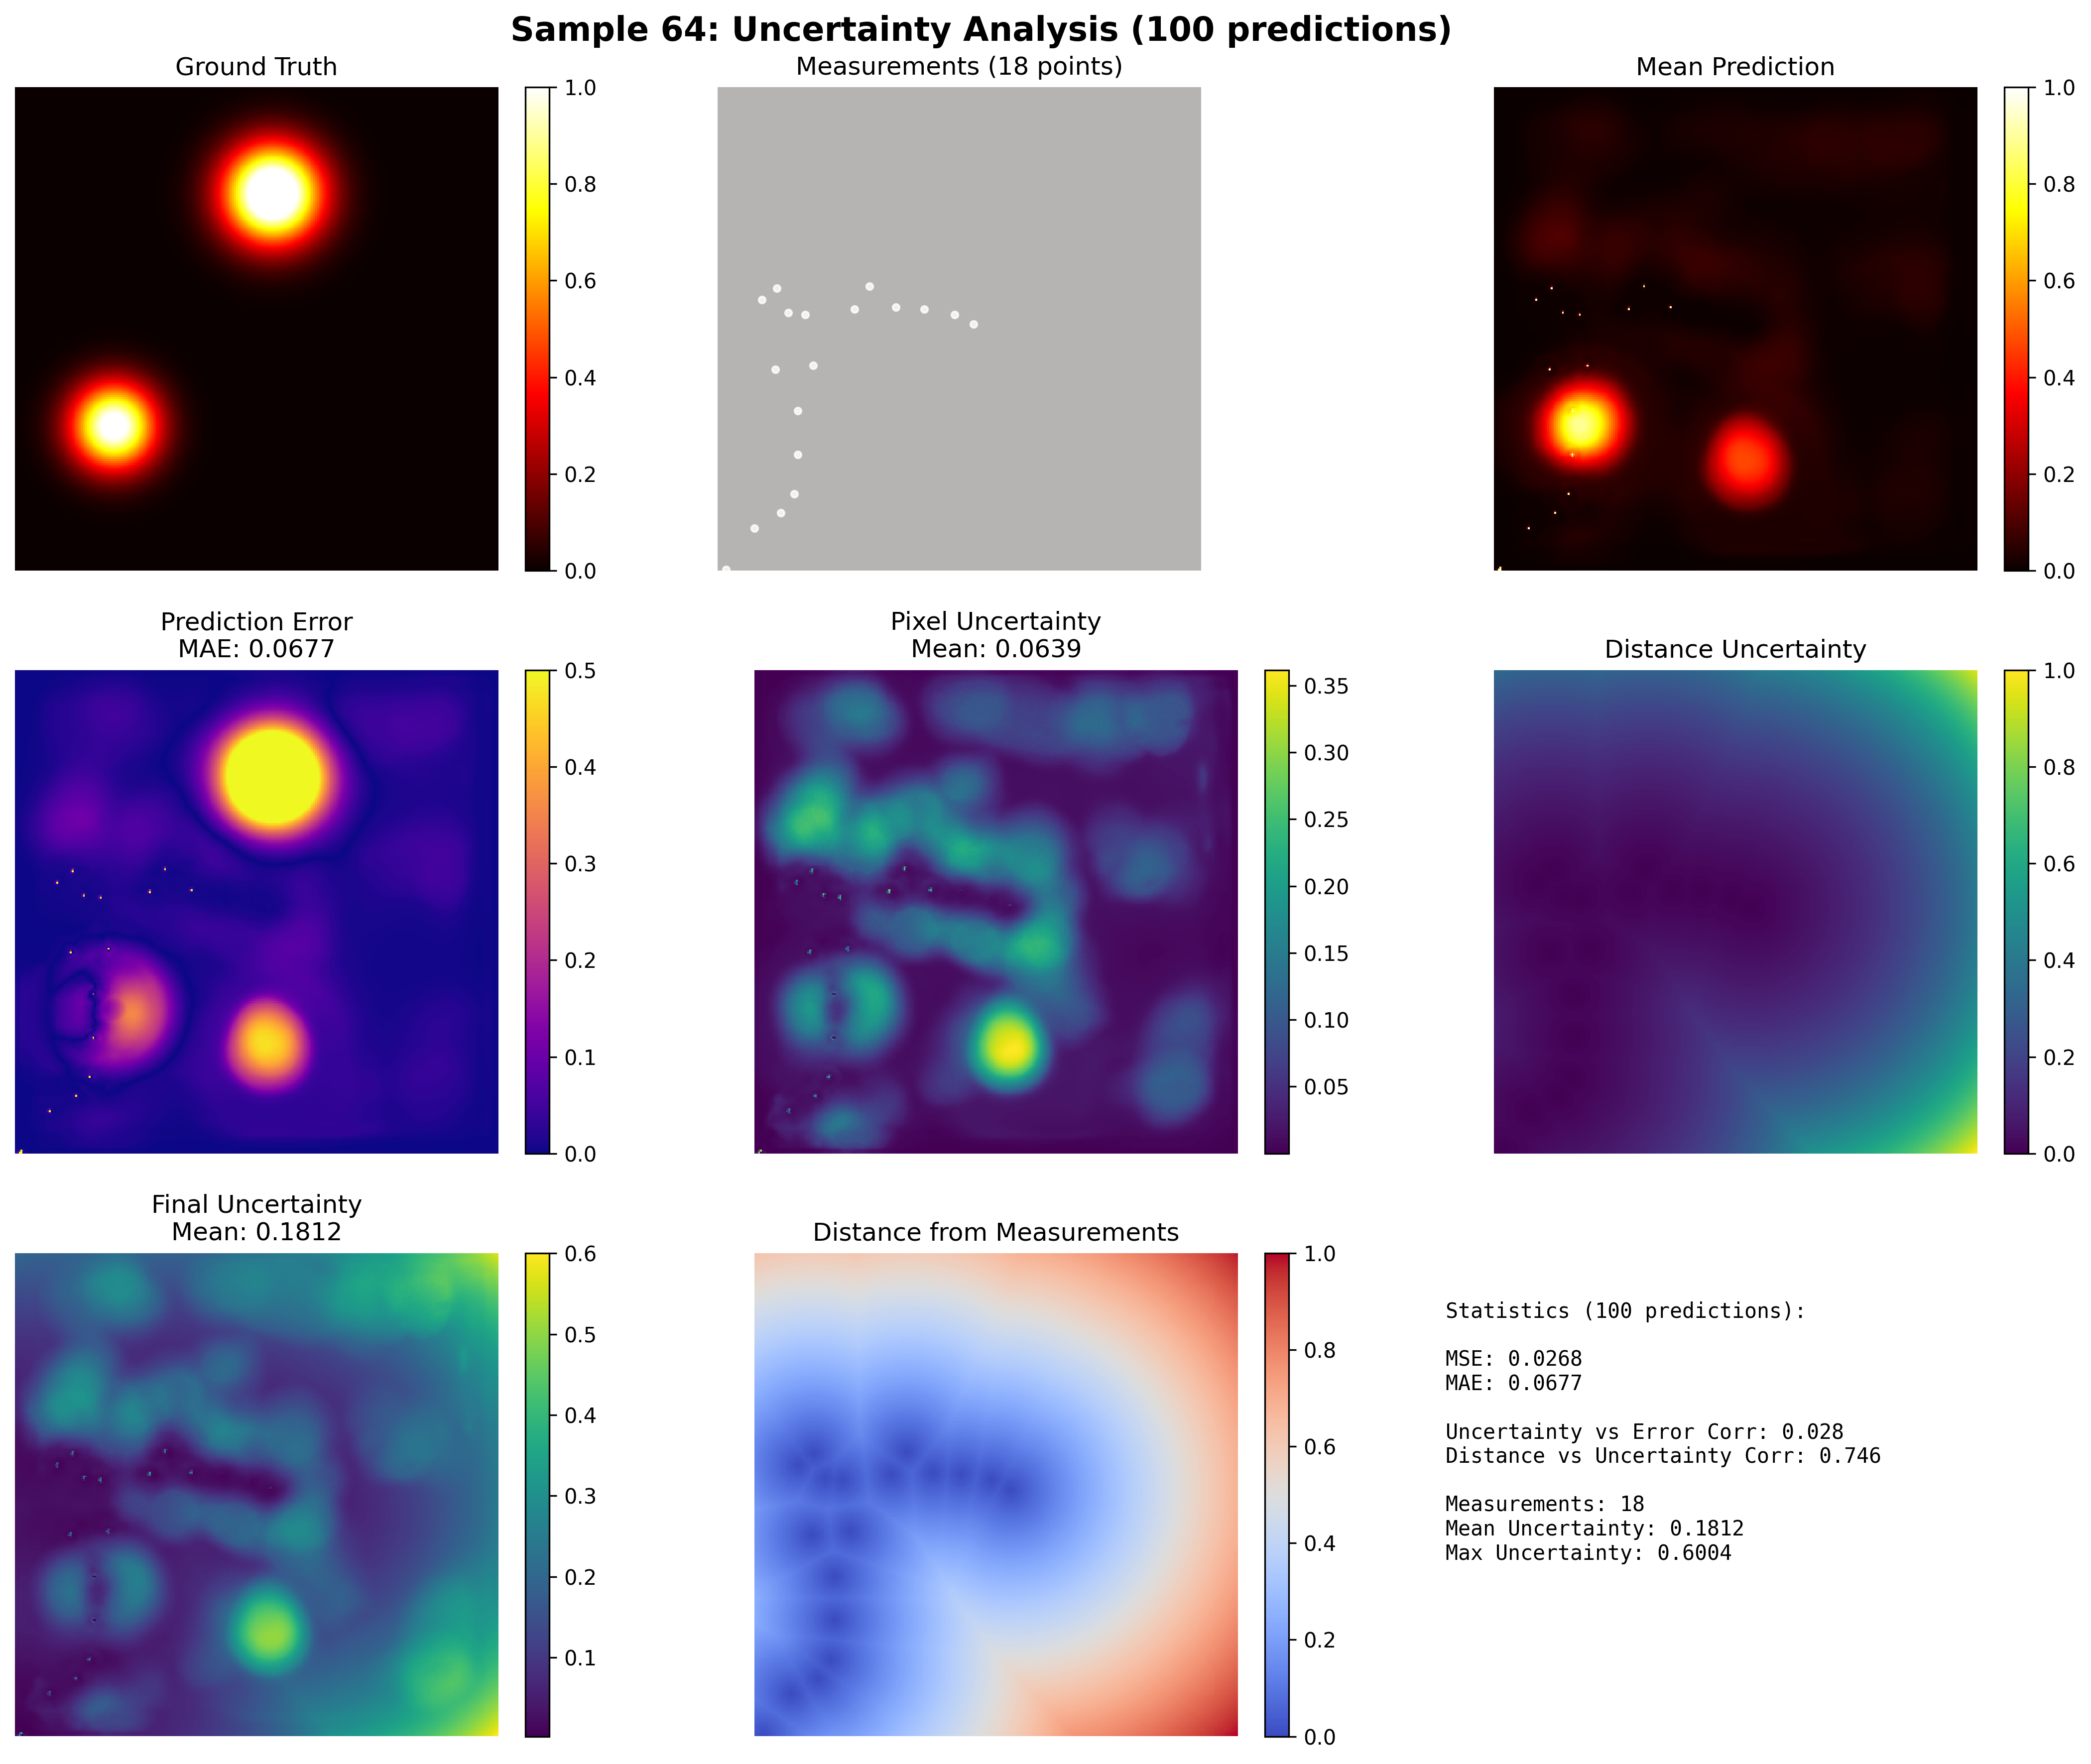 Sample 64: Uncertainty Analysis (100 predictions)
Ground Truth
1.0
0.8
0.6
0.4
0.2
0.0
Measurements (18 points)
Mean Prediction
1.0
0.8
0.6
0.4
0.2
0.0
Prediction Error
MAE: 0.0677
0.5
0.4
0.3
0.2
0.1
0.0
Pixel Uncertainty
Mean: 0.0639
0.35
0.30
0.25
0.20
0.15
0.10
0.05
Distance Uncertainty
1.0
0.8
0.6
0.4
0.2
0.0
Final Uncertainty
Mean: 0.1812
0.6
0.5
0.4
0.3
0.2
0.1
Distance from Measurements
1.0
0.8
0.6
0.4
0.2
0.0
Statistics (100 predictions):
MSE: 0.0268
MAE: 0.0677
Uncertainty vs Error Corr: 0.028
Distance vs Uncertainty Corr: 0.746
Measurements: 18
Mean Uncertainty: 0.1812
Max Uncertainty: 0.6004